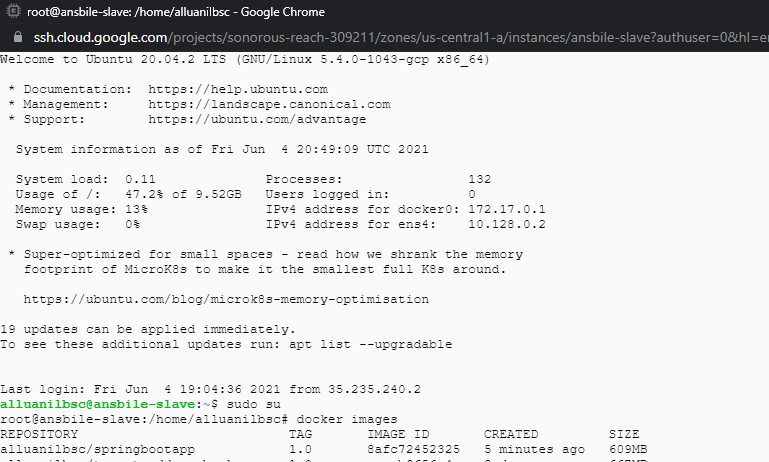 root@ansbile-slave: /home/alluanilbsc - Google Chrome
ssh.cloud.google.com/projects/sonorous-reach-309211/zones/us-central1-a/instances/ansbile-slave?authuser=0&hl=en
Welcome to Ubuntu 20.04.2 LTS (GNU/Linux 5.4.0-1043-gcp x86_64)
* Documentation: https://help.ubuntu.com
* Management: https://landscape.canonical.com
* Support: https://ubuntu.com/advantage
System information as of Fri Jun 4 20:49:09 UTC 2021
System load: 0.11 Processes: 132
Usage of /: 47.2% of 9.52GB Users logged in: 0
Memory usage: 13% IPv4 address for docker0: 172.17.0.1
Swap usage: 0% IPv4 address for ens4: 10.128.0.2
* Super-optimized for small spaces - read how we shrank the memory
footprint of MicroK8s to make it the smallest full K8s around.
https://ubuntu.com/blog/microk8s-memory-optimisation
19 updates can be applied immediately.
To see these additional updates run: apt list --upgradable
Last login: Fri Jun 4 19:04:36 2021 from 35.235.240.2
alluanilbsc@ansbile-slave:~$ sudo su
root@ansbile-slave:/home/alluanilbsc# docker images
REPOSITORY TAG IMAGE ID CREATED SIZE
alluanilbsc/springbootapp 1.0 8afc72452325 5 minutes ago 609MB